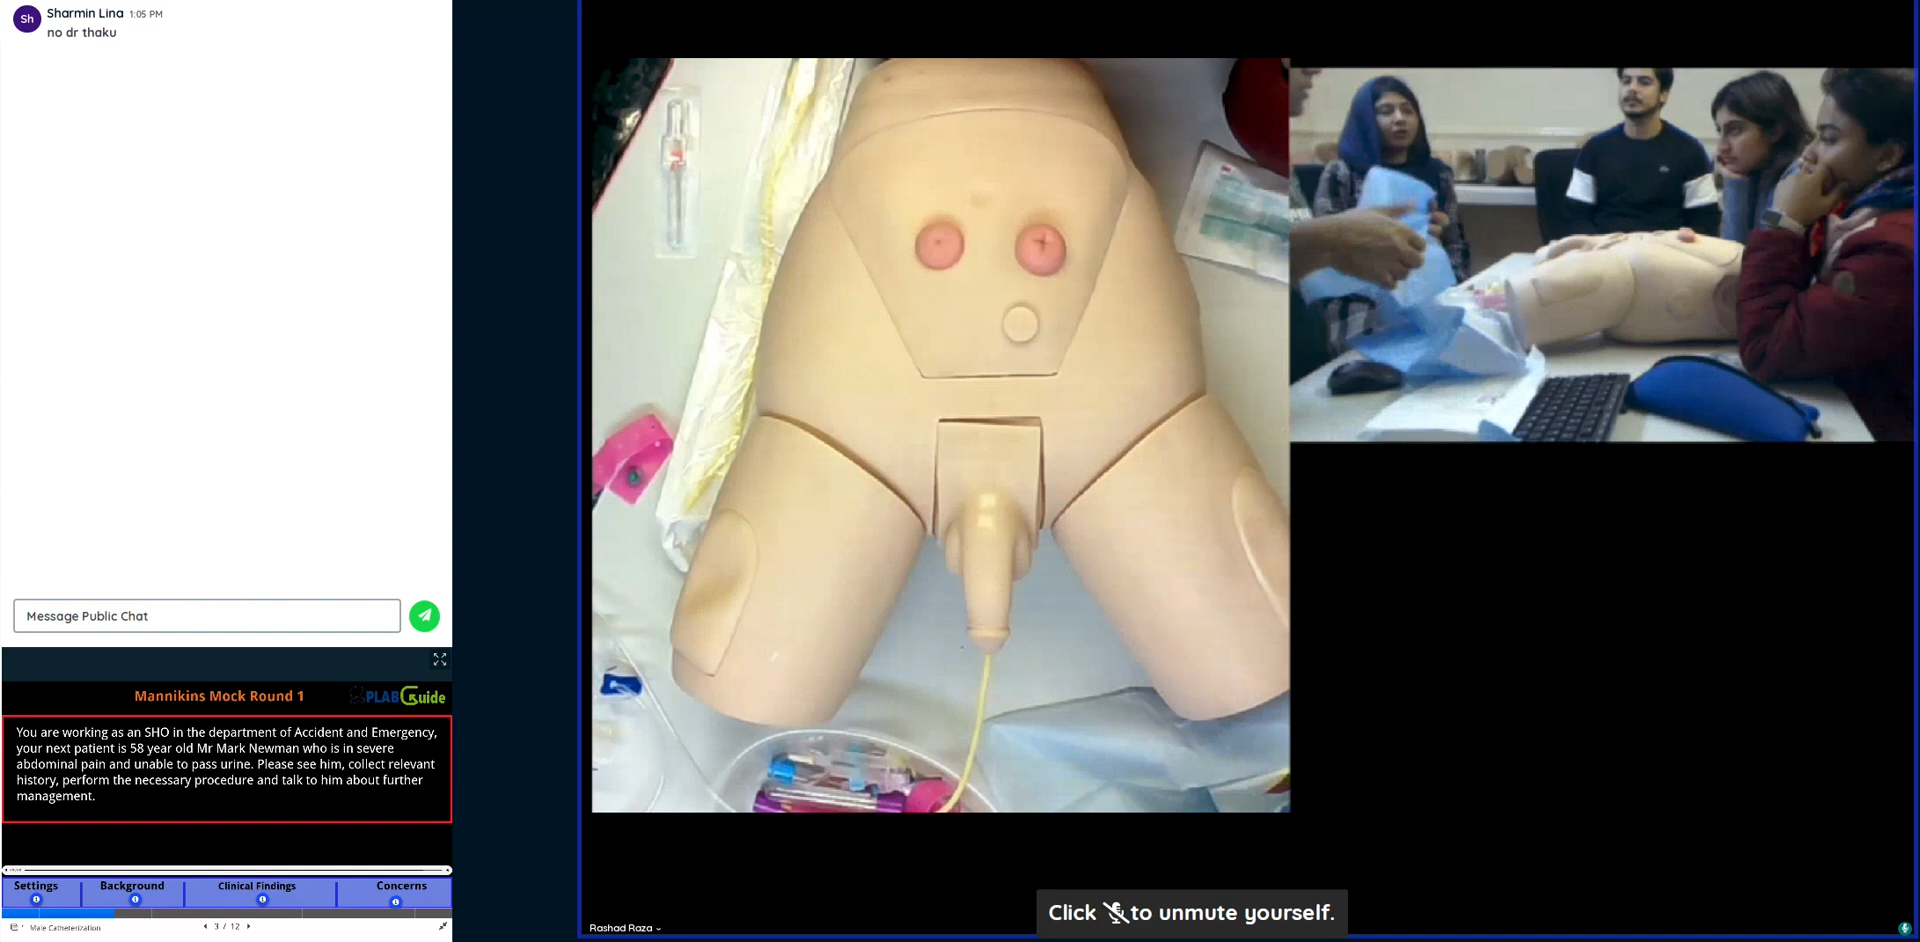 Sh
Sharmin Lina 1:05 PM
no dr thaku
Message Public Chat
Mannikins Mock Round 1
PLAB Guide
You are working as an SHO in the department of Accident and Emergency,
your next patient is 58 year old Mr Mark Newman who is in severe
abdominal pain and unable to pass urine. Please see him, collect relevant
history, perform the necessary procedure and talk to him about further
management.
Settings
Background
Clinical Findings
Concerns
Male Catheterization
3 / 12
Rashad Raza
Click to unmute yourself.